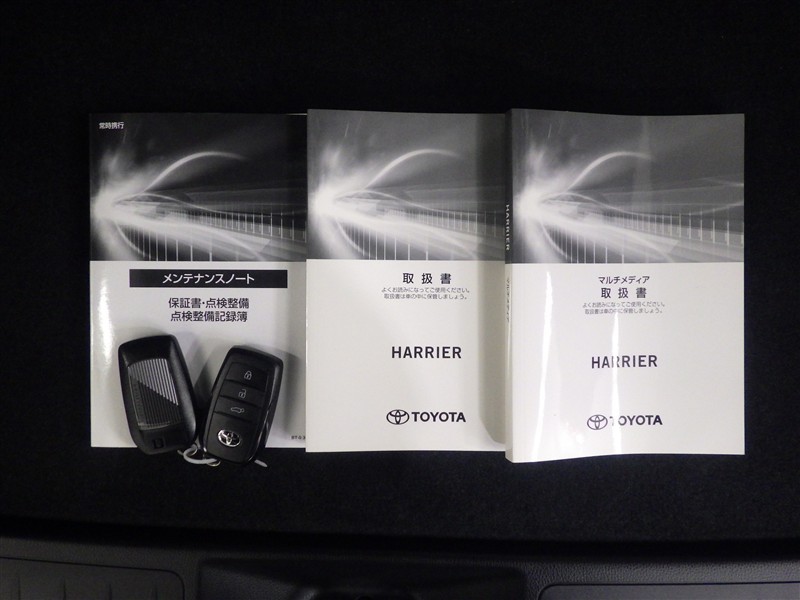 常時携行
メンテナンスノート
保証書・点検整備
点検整備記録簿
取扱書
よくお読みになってご使用ください。
取扱書は車の中に保管しましょう。
HARRIER
TOYOTA
HARRIER
マルチメディア
取扱書
よくお読みになってご使用ください。
取扱書は車の中に保管しましょう。
HARRIER
TOYOTA